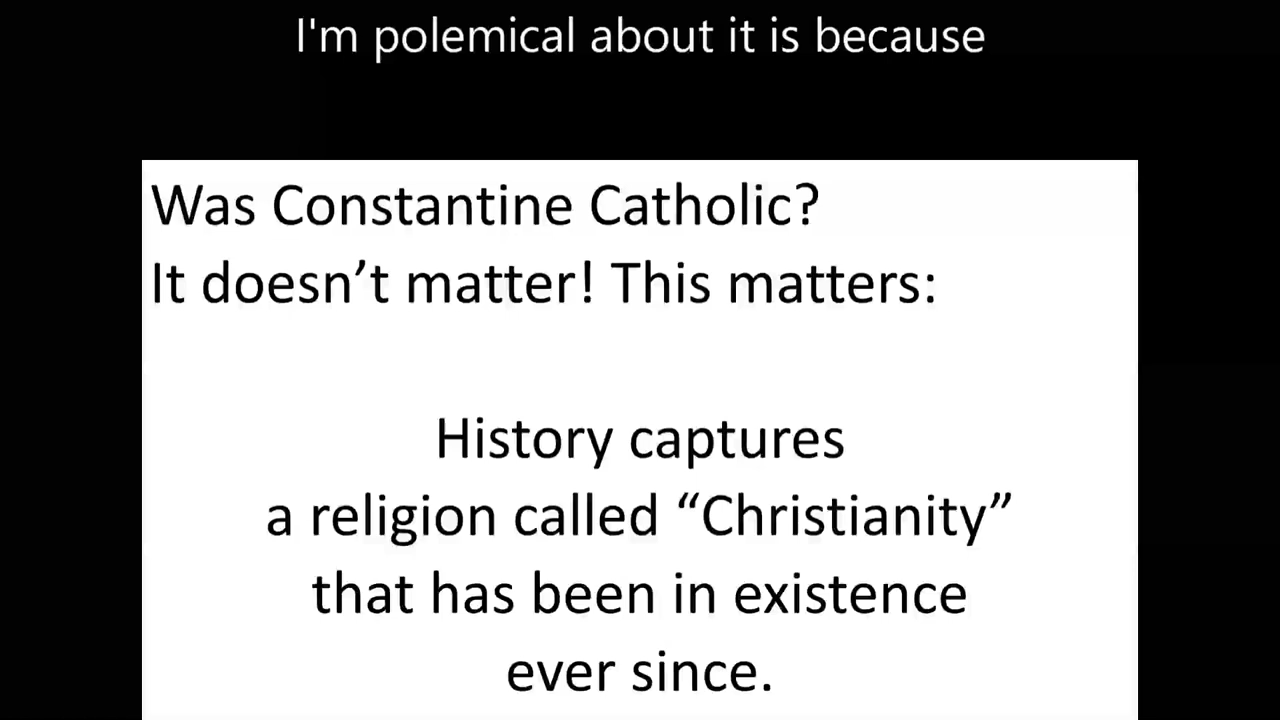 I'm polemical about it is because
Was Constantine Catholic?
It doesn’t matter! This matters:
History captures
a religion called “Christianity”
that has been in existence
ever since.